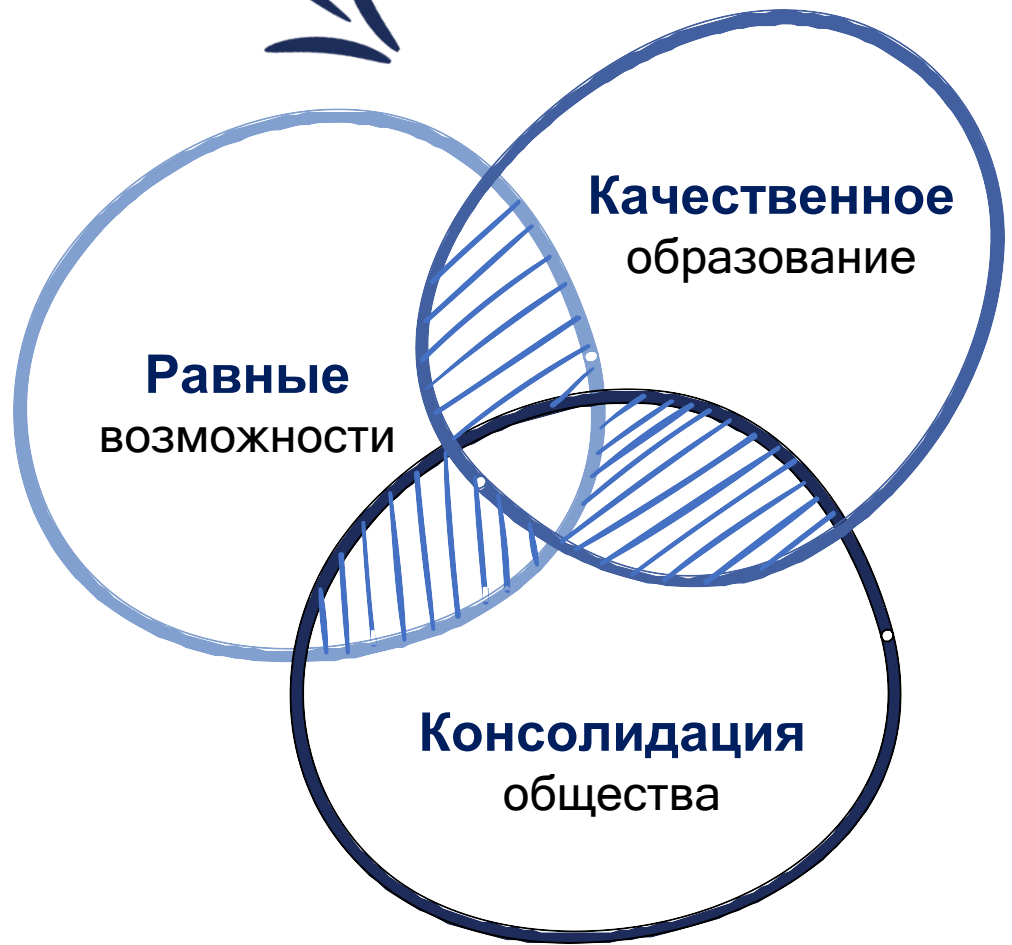 Качественное
образование
Равные
возможности
Консолидация
общества